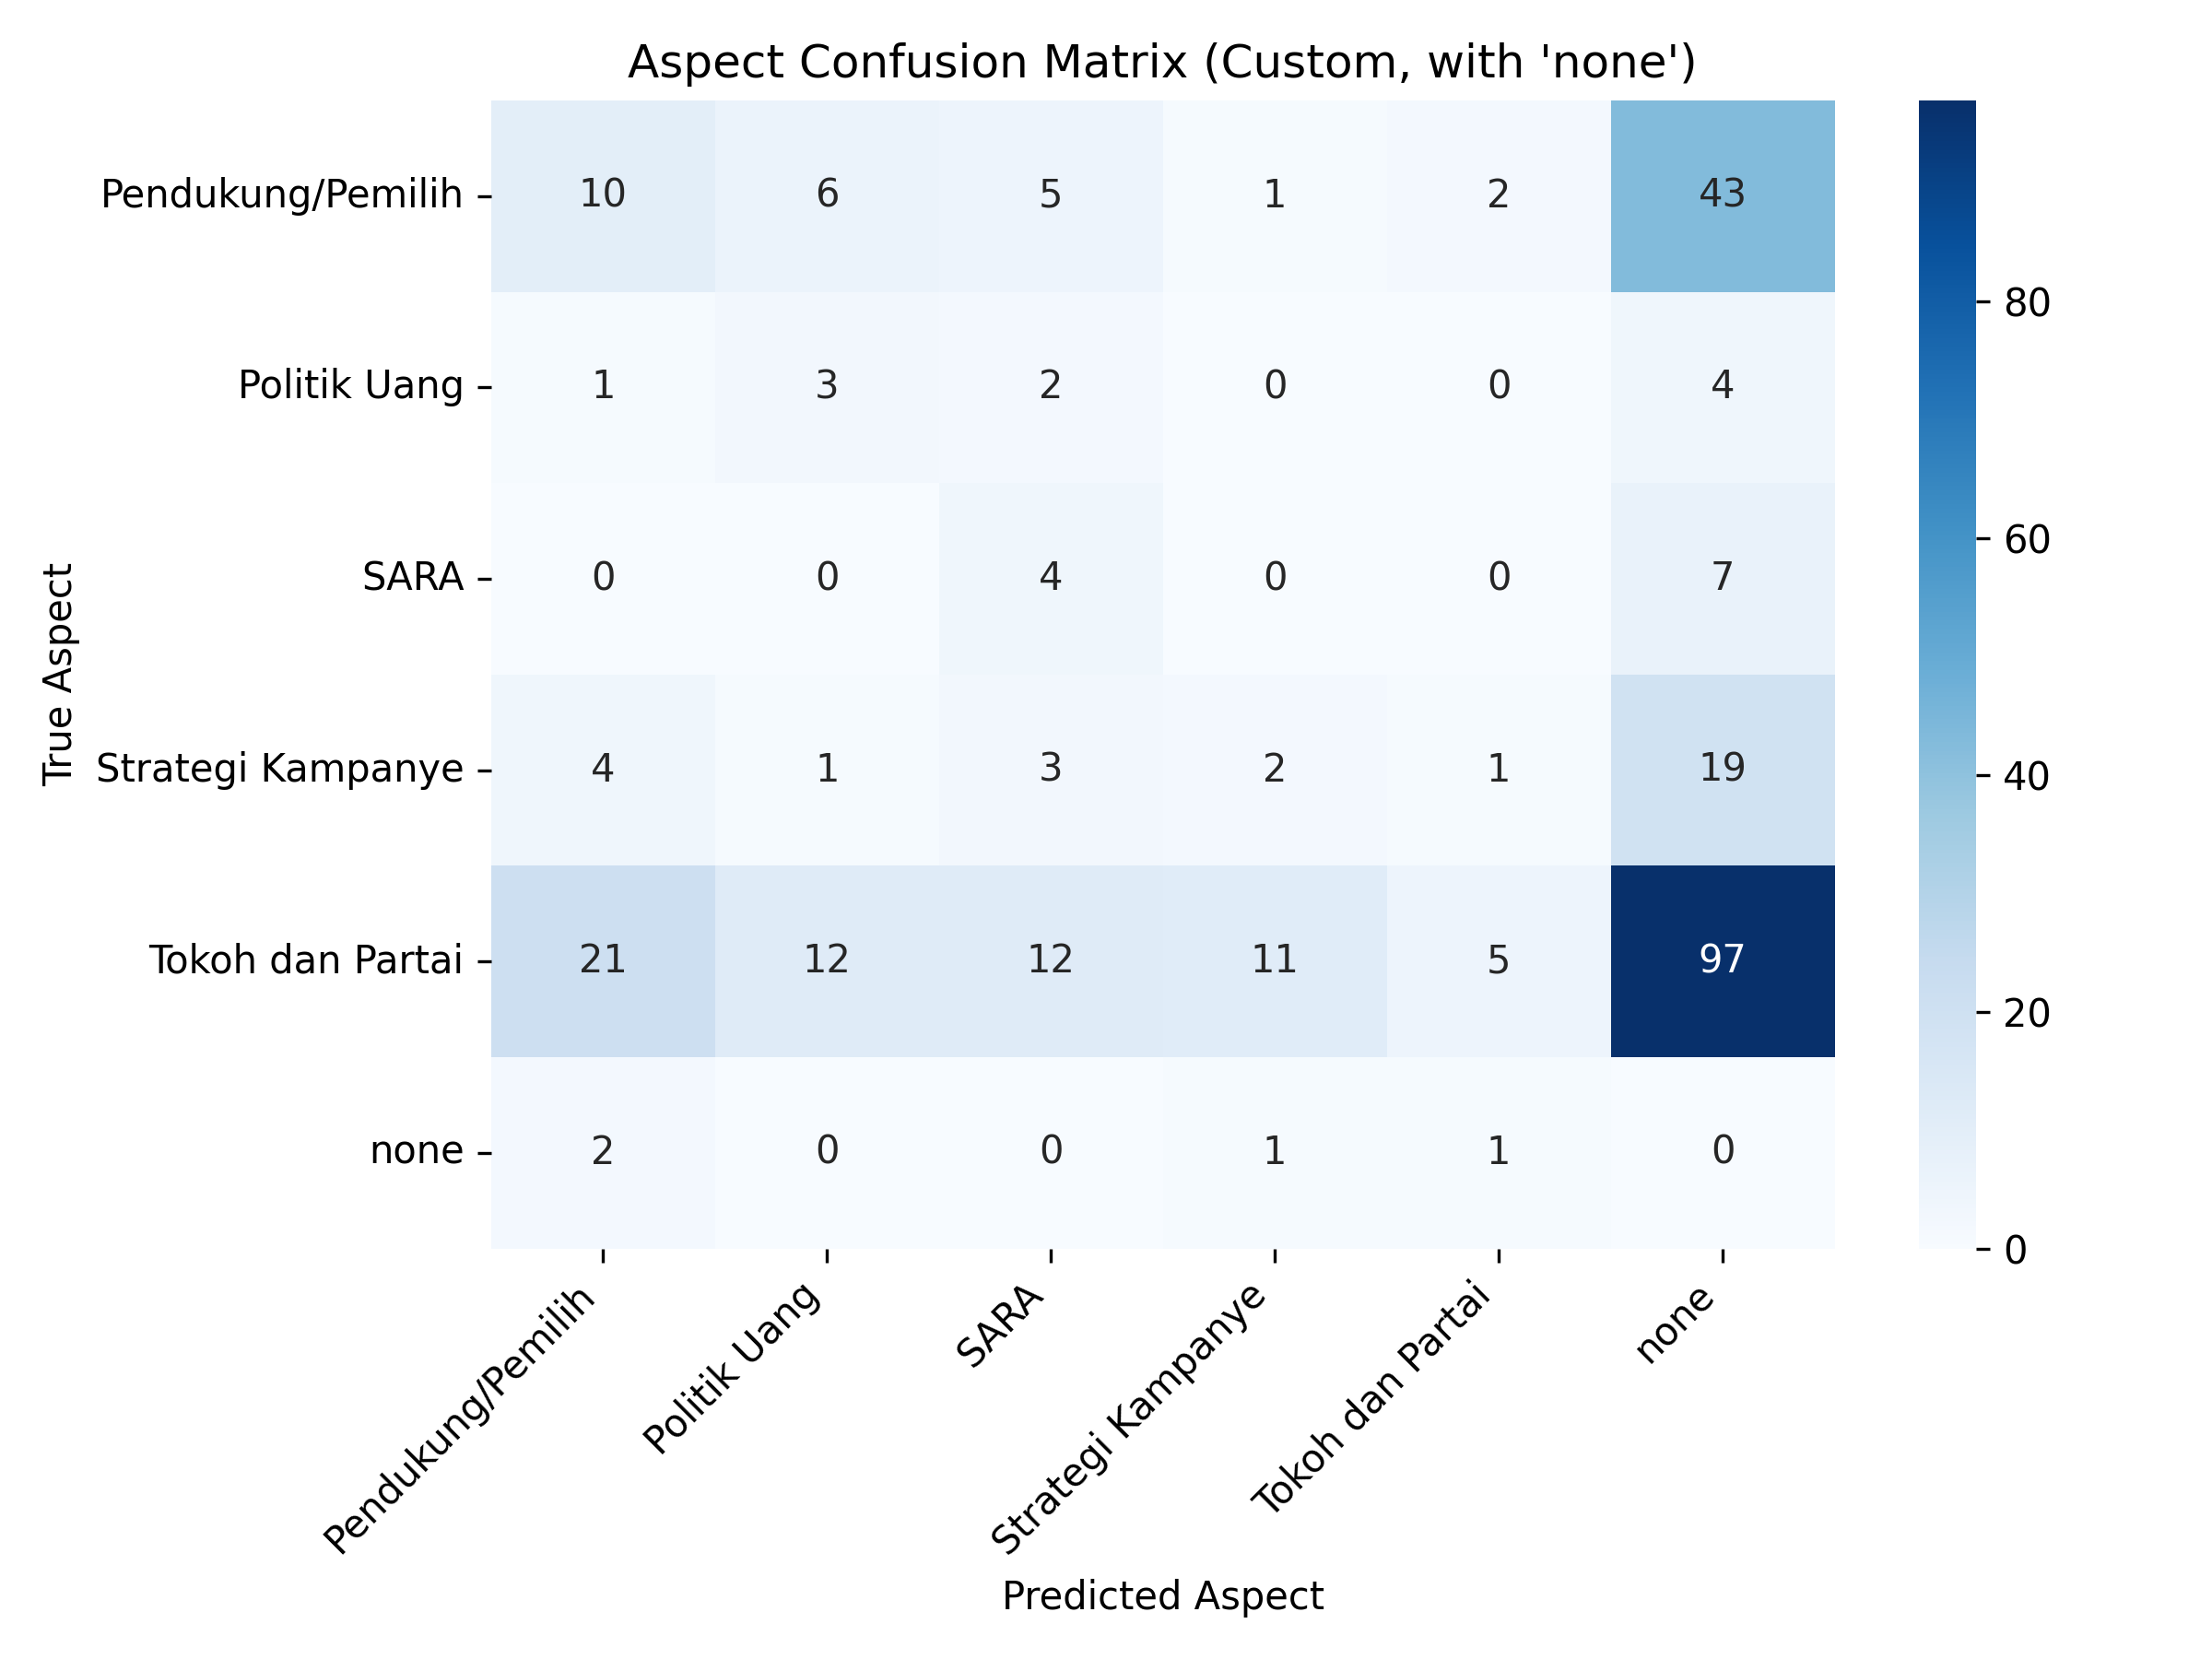 Aspect Confusion Matrix (Custom, with 'none')
True Aspect
Pendukung/Pemilih 10 6 5 1 2 43
Politik Uang 1 3 2 0 0 4
SARA 0 0 4 0 0 7
Strategi Kampanye 4 1 3 2 1 19
Tokoh dan Partai 21 12 12 11 5 97
none 2 0 0 1 1 0
Pendukung/Pemilih Politik Uang SARA Strategi Kampanye Tokoh dan Partai none
Predicted Aspect
80
60
40
20
0